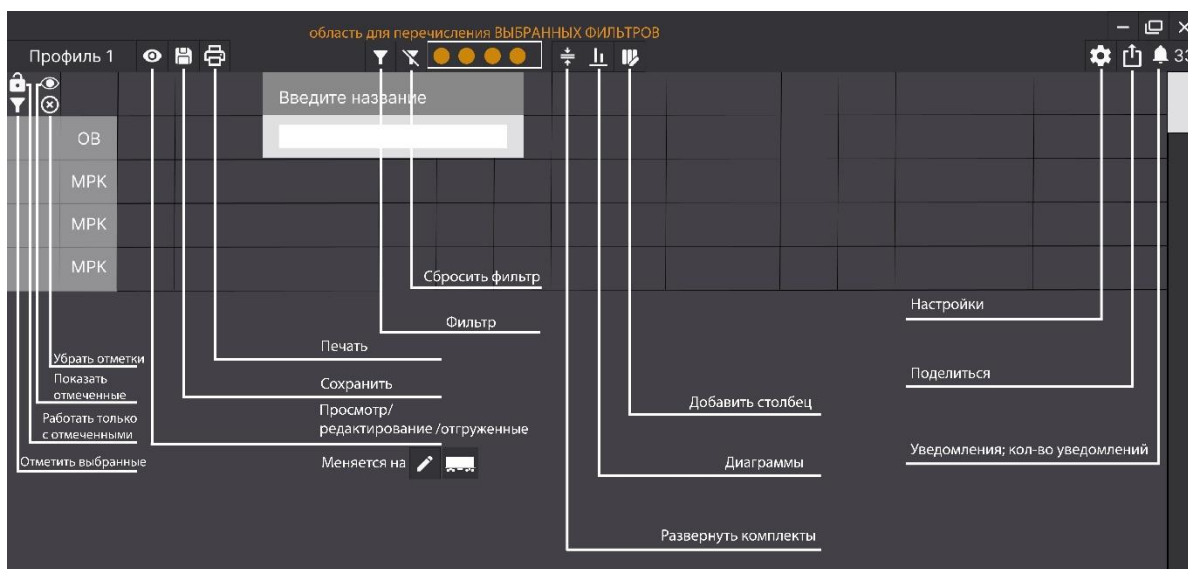 область для перечисления ВЫБРАННЫХ ФИЛЬТРОВ
Профиль 1
33
Введите название
ОВ
МРК
МРК
МРК
Сбросить фильтр
Настройки
Фильтр
Печать
Убрать отметки
Показать
отмеченные
Сохранить
Поделиться
Добавить столбец
Просмотр/
редактирование /отгруженные
Работать только
с отмеченными
Уведомления; кол-во уведомлений
Отметить выбранные
Меняется на
Диаграммы
Развернуть комплекты